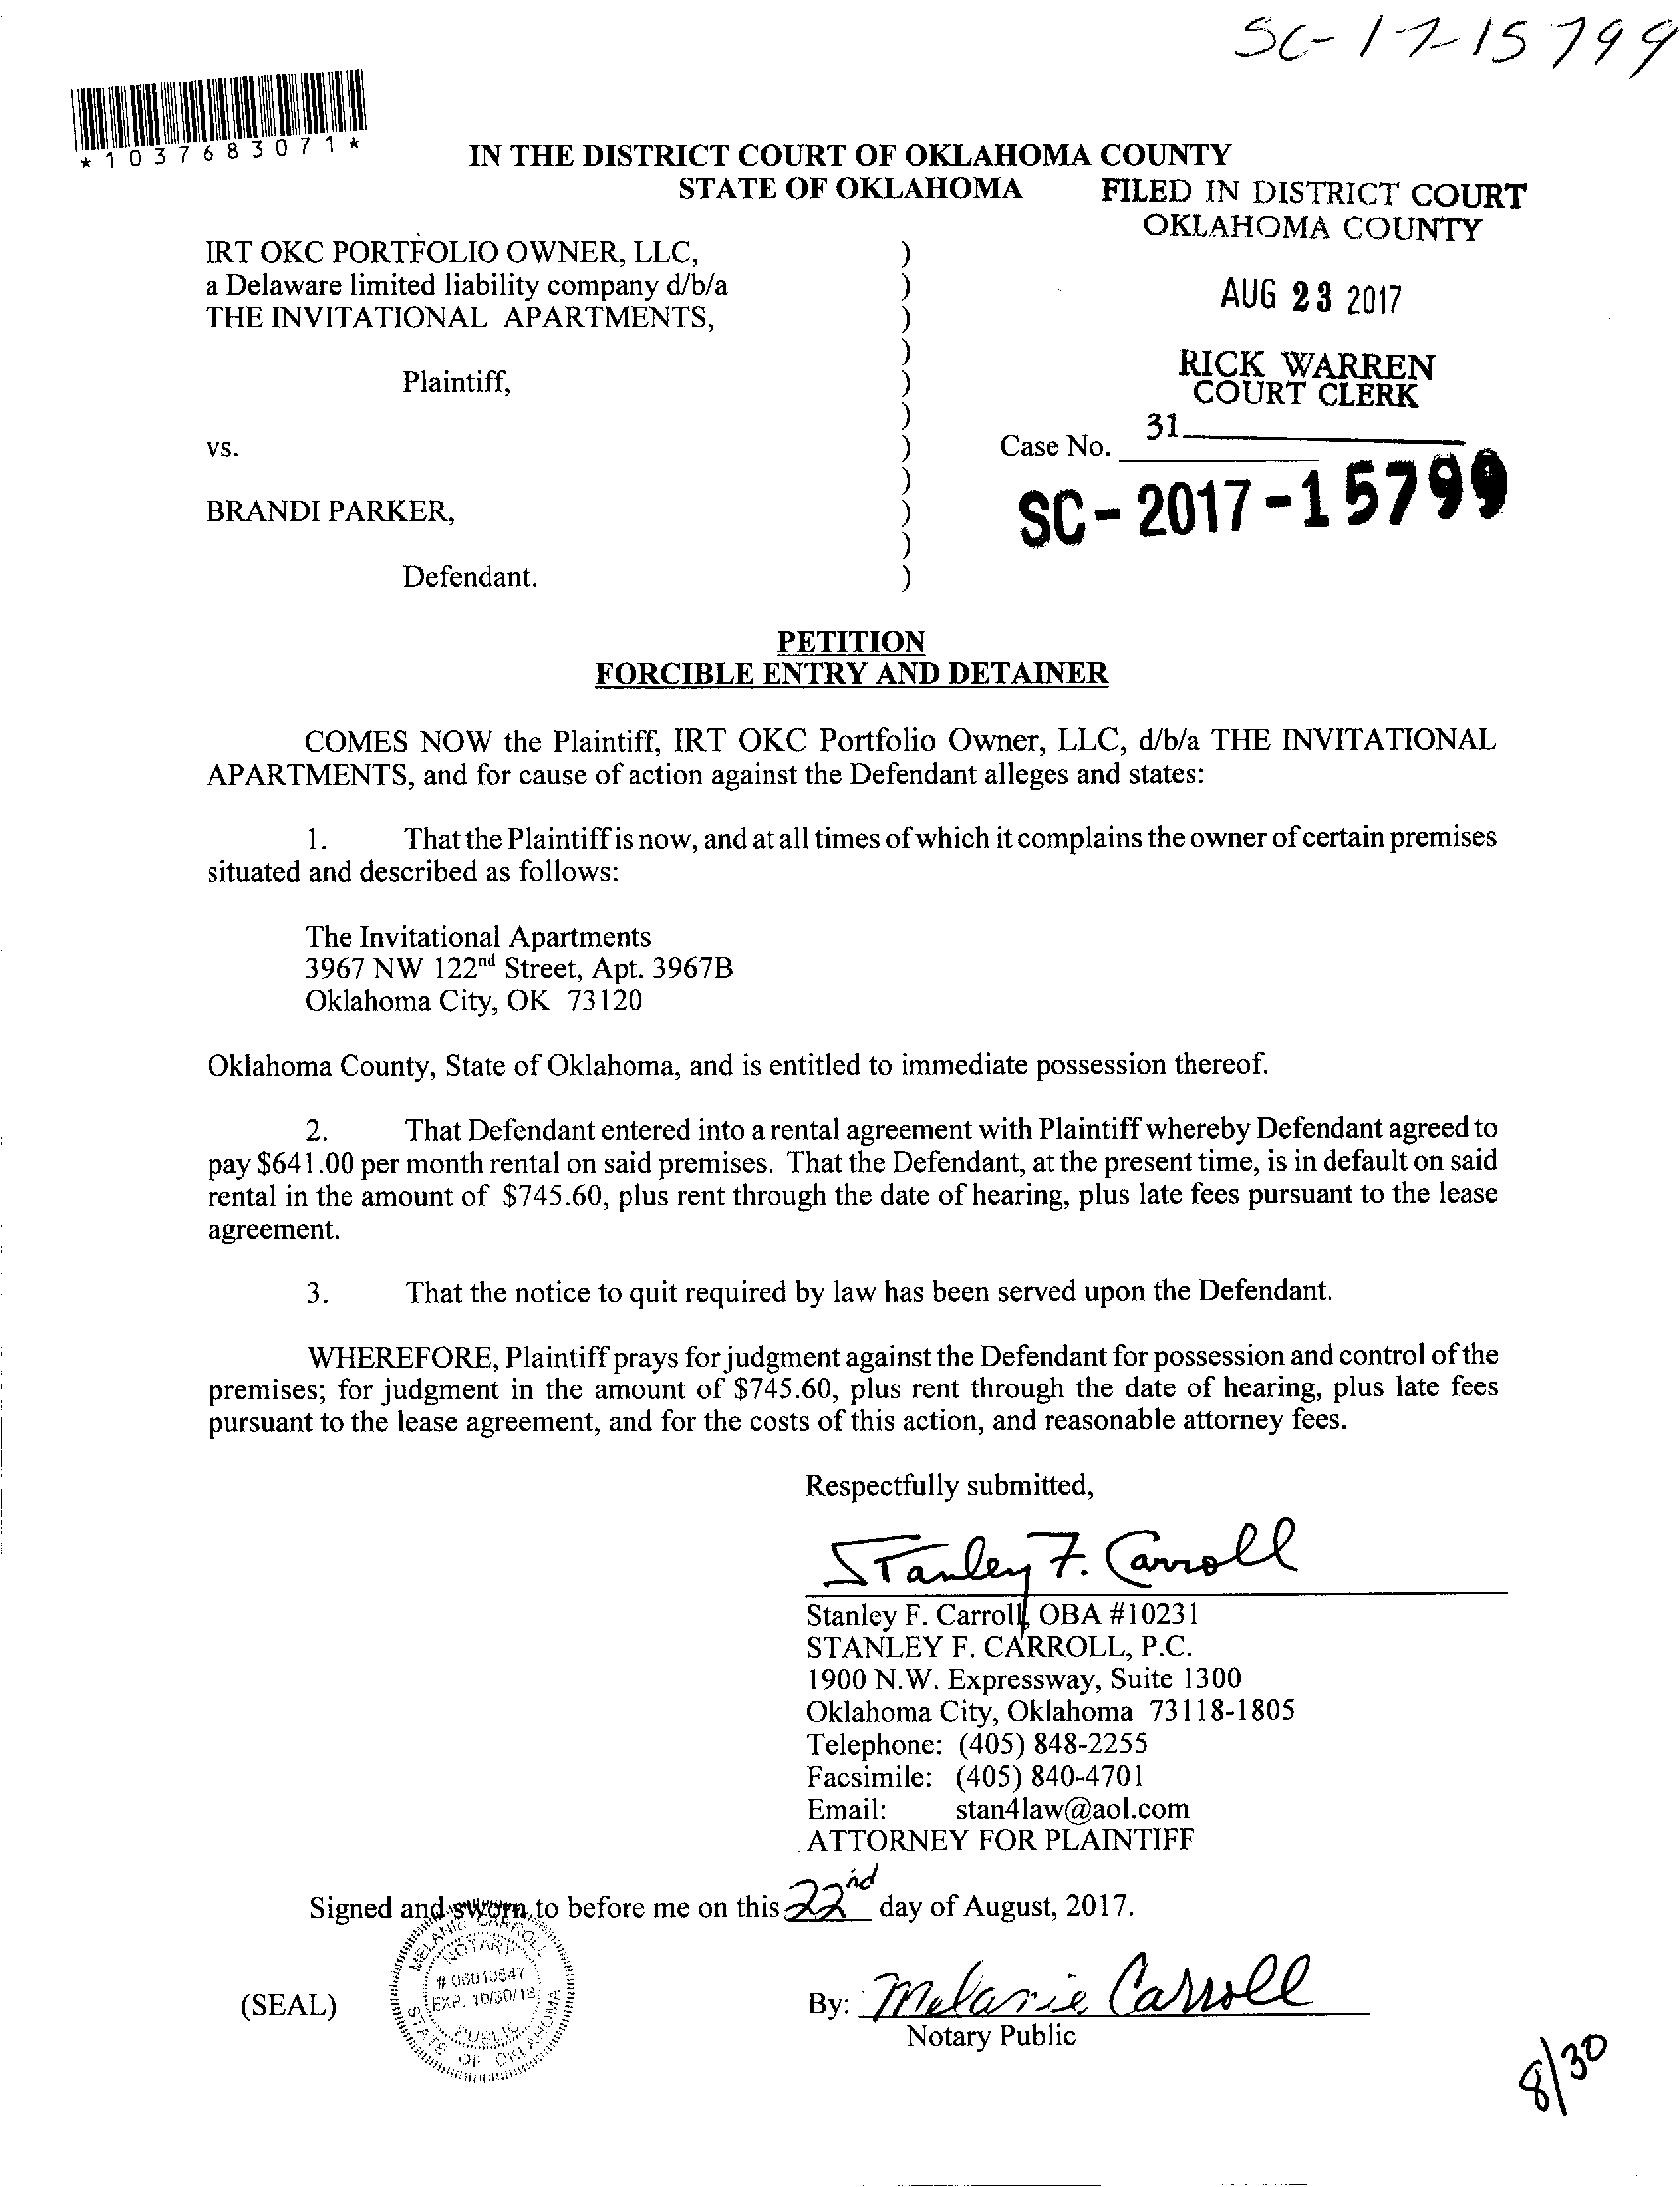 SC-17-15799
*1037683071*
IN THE DISTRICT COURT OF OKLAHOMA COUNTY
STATE OF OKLAHOMA
FILED IN DISTRICT COURT
OKLAHOMA COUNTY
AUG 23 2017
RICK WARREN
COURT CLERK
31
IRT OKC PORTFOLIO OWNER, LLC, )
a Delaware limited liability company d/b/a )
THE INVITATIONAL APARTMENTS, )
)
Plaintiff, )
)
vs. ) Case No.
)
SC-2017-15799
BRANDI PARKER, )
)
Defendant. )
PETITION
FORCIBLE ENTRY AND DETAINER
COMES NOW the Plaintiff, IRT OKC Portfolio Owner, LLC, d/b/a THE INVITATIONAL
APARTMENTS, and for cause of action against the Defendant alleges and states:
1. That the Plaintiff is now, and at all times of which it complains the owner of certain premises
situated and described as follows:
The Invitational Apartments
3967 NW 122nd Street, Apt. 3967B
Oklahoma City, OK 73120
Oklahoma County, State of Oklahoma, and is entitled to immediate possession thereof.
2. That Defendant entered into a rental agreement with Plaintiff whereby Defendant agreed to
pay $641.00 per month rental on said premises. That the Defendant, at the present time, is in default on said
rental in the amount of $745.60, plus rent through the date of hearing, plus late fees pursuant to the lease
agreement.
3. That the notice to quit required by law has been served upon the Defendant.
WHEREFORE, Plaintiff prays for judgment against the Defendant for possession and control of the
premises; for judgment in the amount of $745.60, plus rent through the date of hearing, plus late fees
pursuant to the lease agreement, and for the costs of this action, and reasonable attorney fees.
Respectfully submitted,
Stanley F. Carroll
Stanley F. Carroll, OBA #10231
STANLEY F. CARROLL, P.C.
1900 N.W. Expressway, Suite 1300
Oklahoma City, Oklahoma 73118-1805
Telephone: (405) 848-2255
Facsimile: (405) 840-4701
Email: stan4law@aol.com
ATTORNEY FOR PLAINTIFF
Signed and sworn to before me on this 22nd day of August, 2017.
MELANIE CARROLL
NOTARY
EXP. 10/30/18
PUBLIC
STATE OF OKLAHOMA
(SEAL)
By: Melanie Carroll
Notary Public
8/30